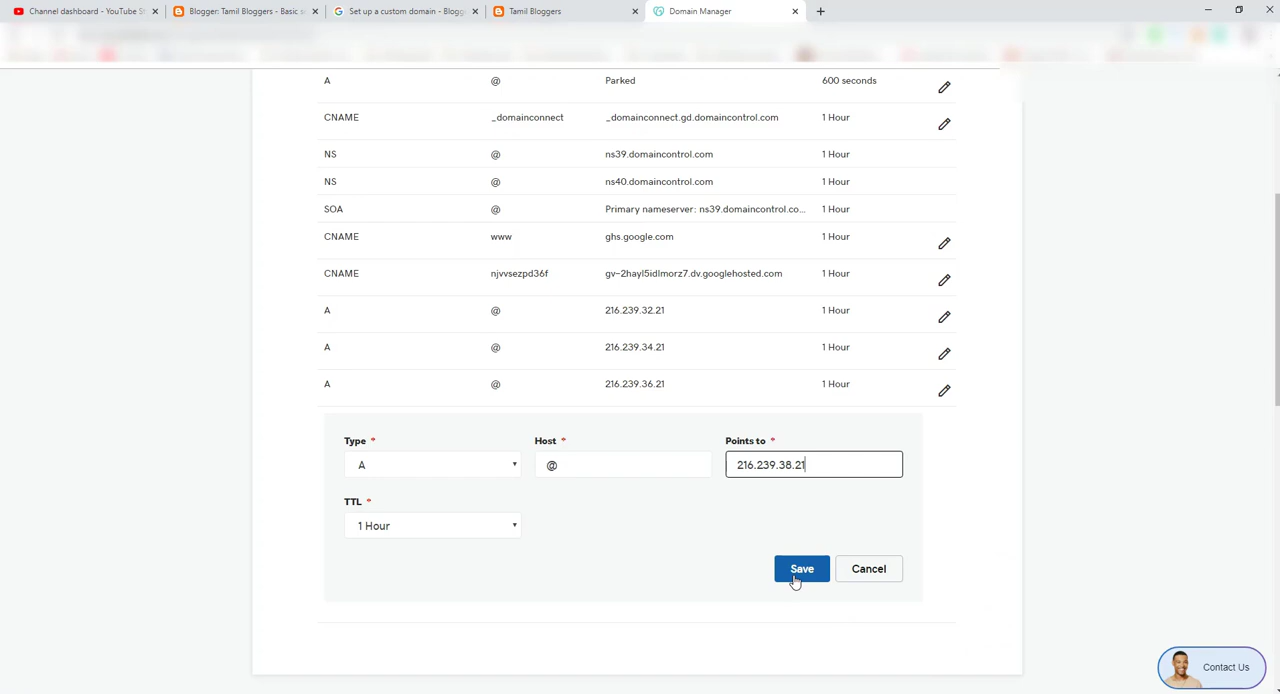 Channel dashboard - YouTube St
Blogger: Tamil Bloggers - Basic s
Set up a custom domain - Blogge
Tamil Bloggers
Domain Manager
A @ Parked 600 seconds
CNAME _domainconnect _domainconnect.gd.domaincontrol.com 1 Hour
NS @ ns39.domaincontrol.com 1 Hour
NS @ ns40.domaincontrol.com 1 Hour
SOA @ Primary nameserver: ns39.domaincontrol.co... 1 Hour
CNAME www ghs.google.com 1 Hour
CNAME njvvsezpd36f gv-2hayl5idlmorz7.dv.googlehosted.com 1 Hour
A @ 216.239.32.21 1 Hour
A @ 216.239.34.21 1 Hour
A @ 216.239.36.21 1 Hour
Type * Host * Points to *
A @ 216.239.38.21
TTL *
1 Hour
Save Cancel
Contact Us